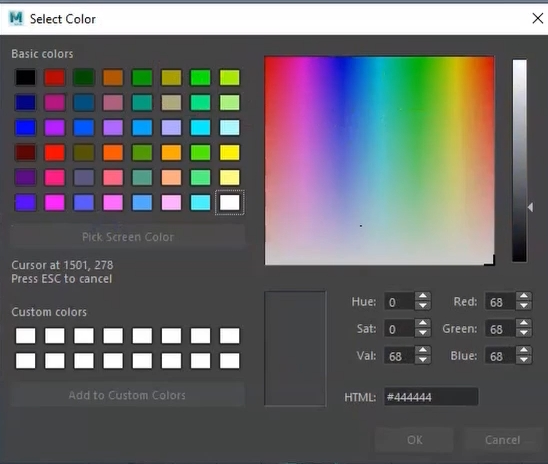 Select Color
Basic colors
Pick Screen Color
Cursor at 1501, 278
Press ESC to cancel
Custom colors
Add to Custom Colors
Hue: 0 Red: 68
Sat: 0 Green: 68
Val: 68 Blue: 68
HTML: #444444
OK Cancel